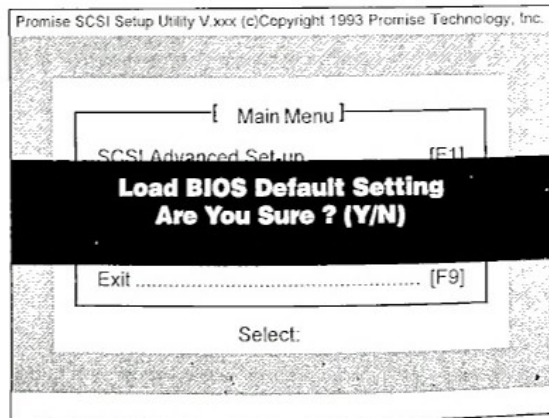 Promise SCSI Setup Utility V.xxx (c)Copyright 1993 Promise Technology, Inc.
[ Main Menu ]
SCSI Advanced Set-up [F1]
Load BIOS Default Setting
Are You Sure ? (Y/N)
Exit ................................................ [F9]
Select: